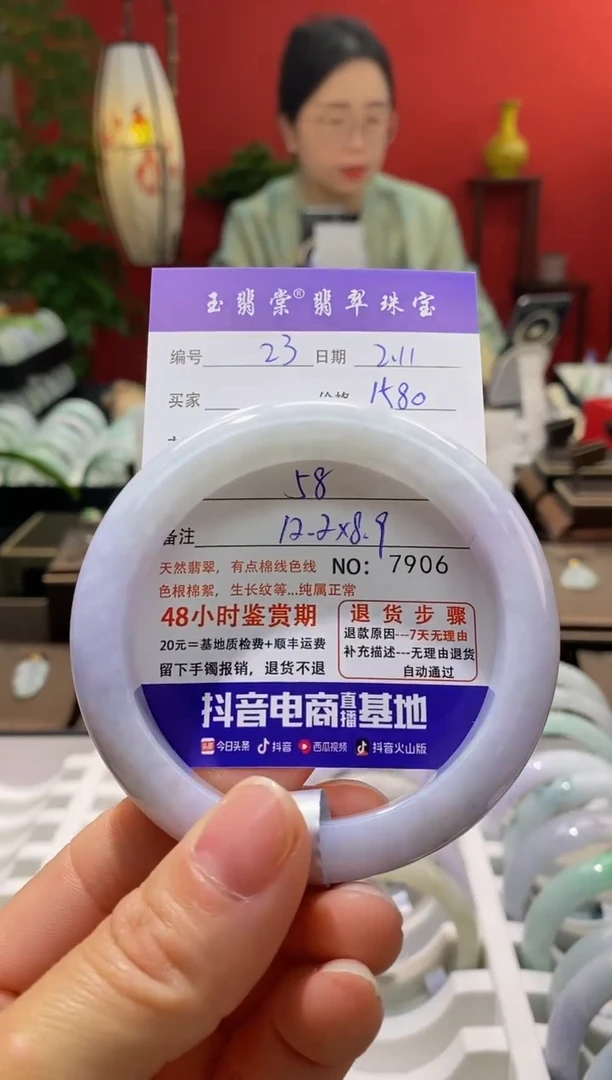 玉翡棠®翡翠珠宝
编号 23 日期 2.11
买家 价格 1580
58
备注 12.2x8.9
天然翡翠，有点棉线色线 NO: 7906
色根棉絮，生长纹等...纯属正常
48小时鉴赏期
20元=基地质检费+顺丰运费
留下手镯报销，退货不退
退货步骤
退款原因---7天无理由
补充描述---无理由退货
自动通过
抖音电商直播基地
今日头条 抖音 西瓜视频 抖音火山版